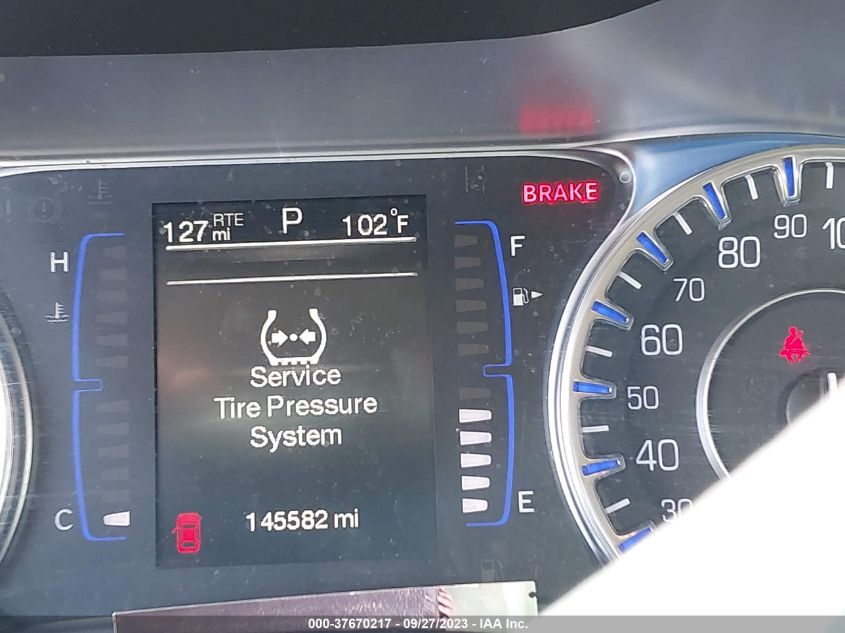 BRAKE
127 RTE mi P 102°F
H
F
Service
Tire Pressure
System
C
E
145582 mi
90
80
70
60
50
40
30
000-37670217 - 09/27/2023 - IAA Inc.